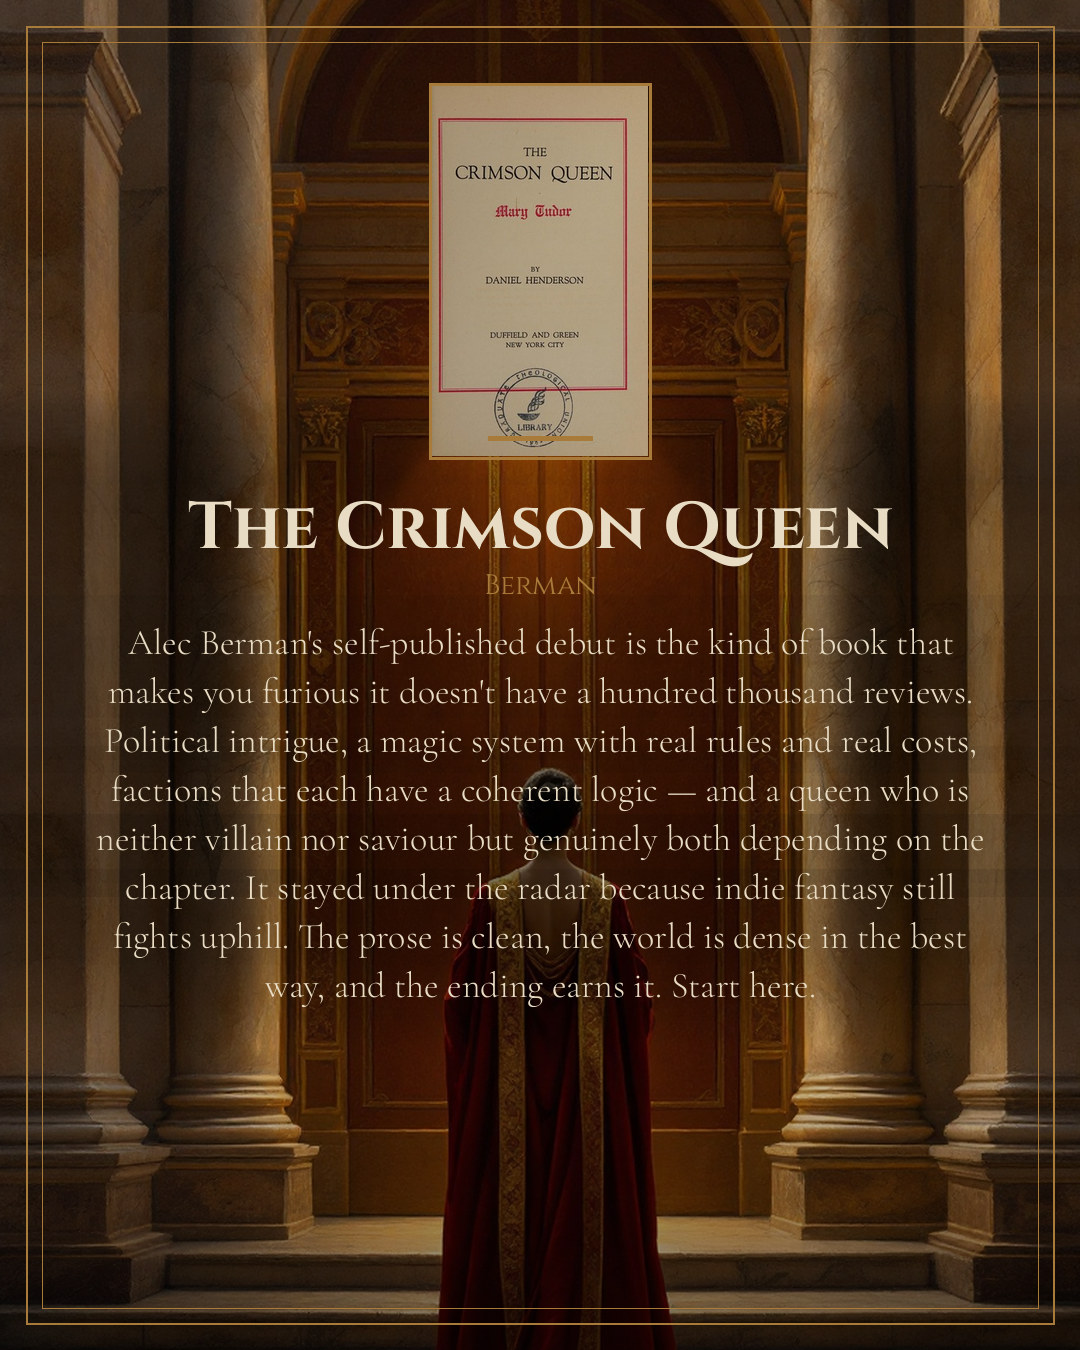 THE
CRIMSON QUEEN
Mary Tudor
BY
DANIEL HENDERSON
DUFFIELD AND GREEN
NEW YORK CITY
THEOLOGICAL
LIBRARY
The Crimson Queen
Berman
Alec Berman's self-published debut is the kind of book that
makes you furious it doesn't have a hundred thousand reviews.
Political intrigue, a magic system with real rules and real costs,
factions that each have a coherent logic — and a queen who is
neither villain nor saviour but genuinely both depending on the
chapter. It stayed under the radar because indie fantasy still
fights uphill. The prose is clean, the world is dense in the best
way, and the ending earns it. Start here.